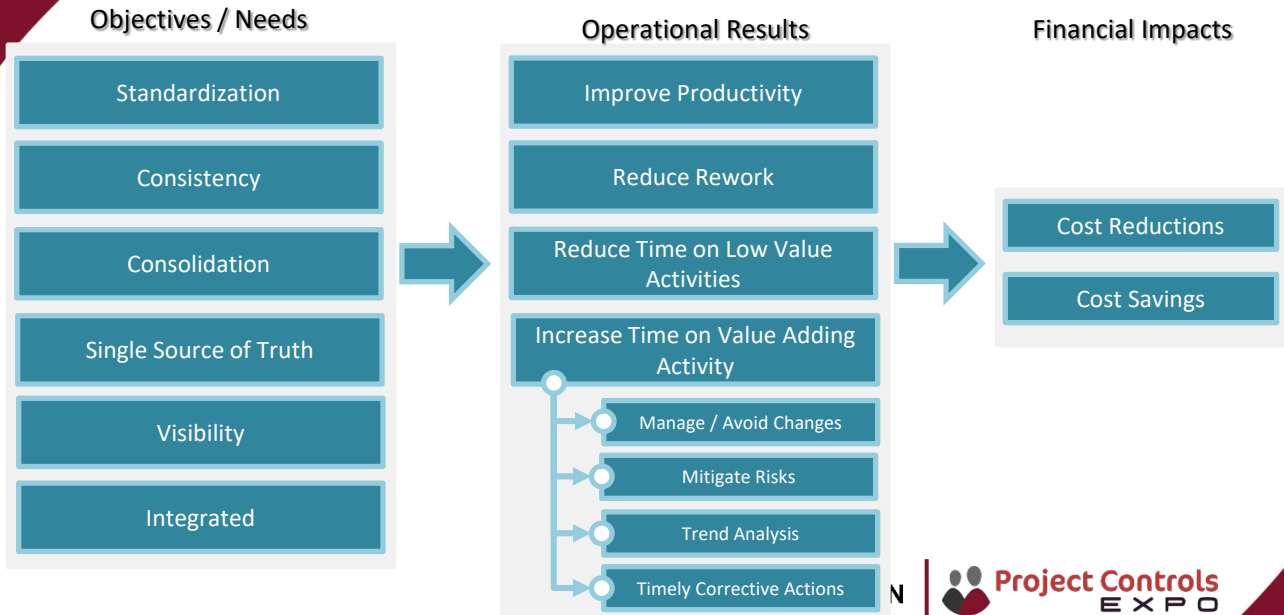 Objectives / Needs
Standardization
Consistency
Consolidation
Single Source of Truth
Visibility
Integrated
Operational Results
Improve Productivity
Reduce Rework
Reduce Time on Low Value
Activities
Increase Time on Value Adding
Activity
Manage / Avoid Changes
Mitigate Risks
Trend Analysis
Timely Corrective Actions
Financial Impacts
Cost Reductions
Cost Savings
N
Project Controls
EXPO